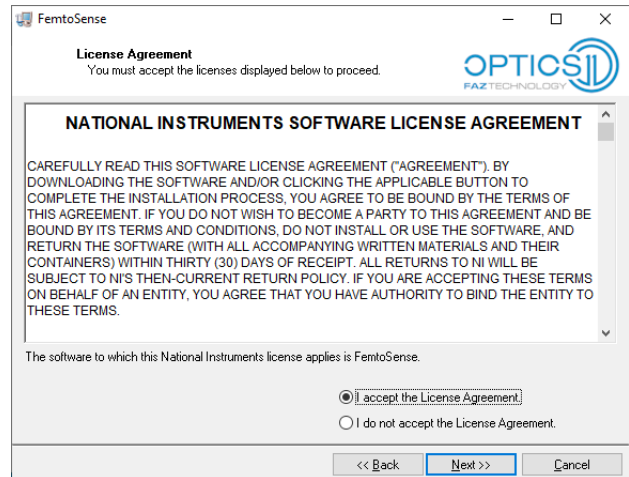 FemtoSense
License Agreement
You must accept the licenses displayed below to proceed.
OPTICS11
FAZ TECHNOLOGY
NATIONAL INSTRUMENTS SOFTWARE LICENSE AGREEMENT
CAREFULLY READ THIS SOFTWARE LICENSE AGREEMENT ("AGREEMENT"). BY
DOWNLOADING THE SOFTWARE AND/OR CLICKING THE APPLICABLE BUTTON TO
COMPLETE THE INSTALLATION PROCESS, YOU AGREE TO BE BOUND BY THE TERMS OF
THIS AGREEMENT. IF YOU DO NOT WISH TO BECOME A PARTY TO THIS AGREEMENT AND BE
BOUND BY ITS TERMS AND CONDITIONS, DO NOT INSTALL OR USE THE SOFTWARE, AND
RETURN THE SOFTWARE (WITH ALL ACCOMPANYING WRITTEN MATERIALS AND THEIR
CONTAINERS) WITHIN THIRTY (30) DAYS OF RECEIPT. ALL RETURNS TO NI WILL BE
SUBJECT TO NI'S THEN-CURRENT RETURN POLICY. IF YOU ARE ACCEPTING THESE TERMS
ON BEHALF OF AN ENTITY, YOU AGREE THAT YOU HAVE AUTHORITY TO BIND THE ENTITY TO
THESE TERMS.
The software to which this National Instruments license applies is FemtoSense.
I accept the License Agreement.
I do not accept the License Agreement.
<< Back Next >> Cancel